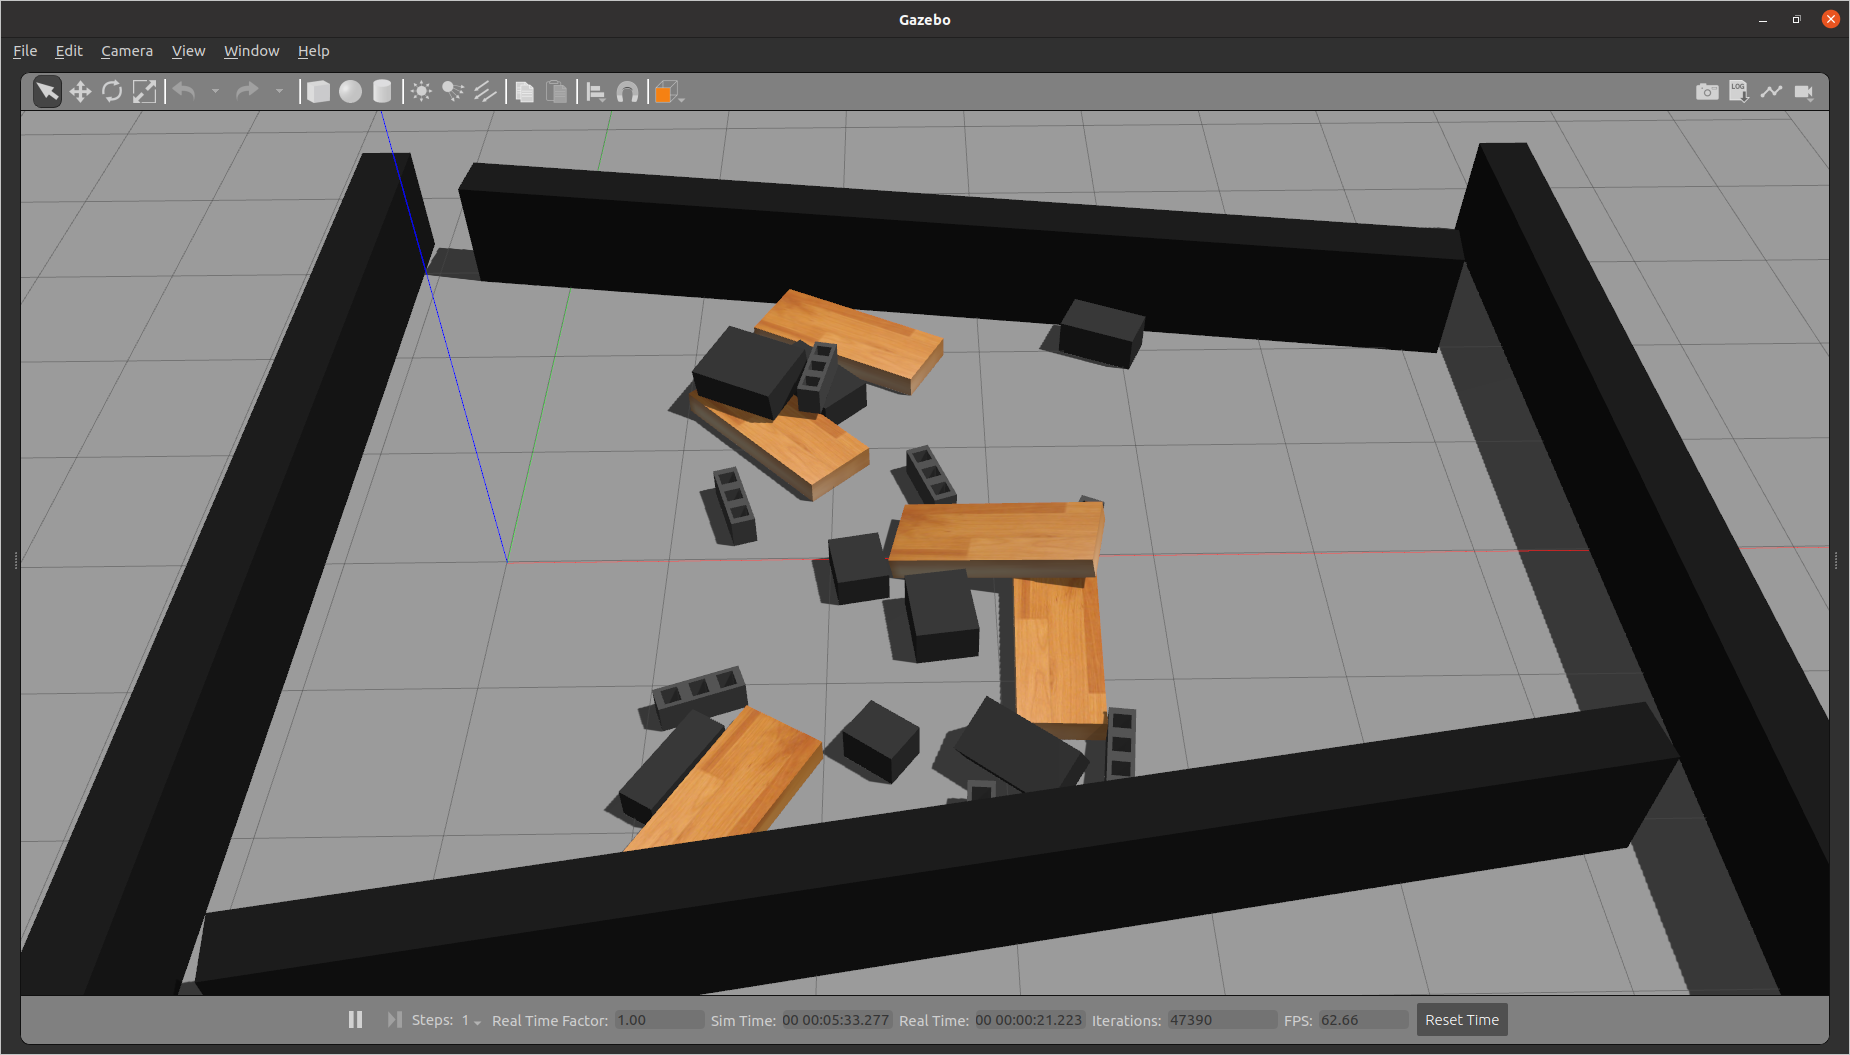 Gazebo
File Edit Camera View Window Help
LOG
Steps: 1 Real Time Factor: 1.00 Sim Time: 00 00:05:33.277 Real Time: 00 00:00:21.223 Iterations: 47390 FPS: 62.66 Reset Time